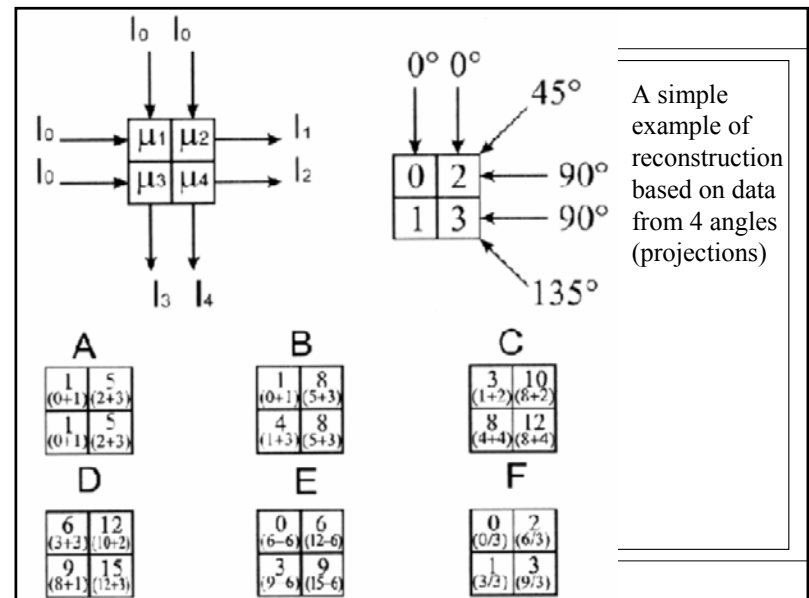 I₀ I₀
I₀ μ₁ μ₂ I₁
I₀ μ₃ μ₄ I₂
I₃ I₄
0° 0°
45°
0 2 90°
1 3 90°
135°
A simple
example of
reconstruction
based on data
from 4 angles
(projections)
A
1 5
(0+1) (2+3)
1 5
(0+1) (2+3)
B
1 8
(0+1) (5+3)
4 8
(1+3) (5+3)
C
3 10
(1+2) (8+2)
8 12
(4+4) (8+4)
D
6 12
(3+3) (10+2)
9 15
(8+1) (12+3)
E
0 6
(6–6) (12–6)
3 9
(9–6) (15–6)
F
0 2
(0/3) (6/3)
1 3
(3/3) (9/3)